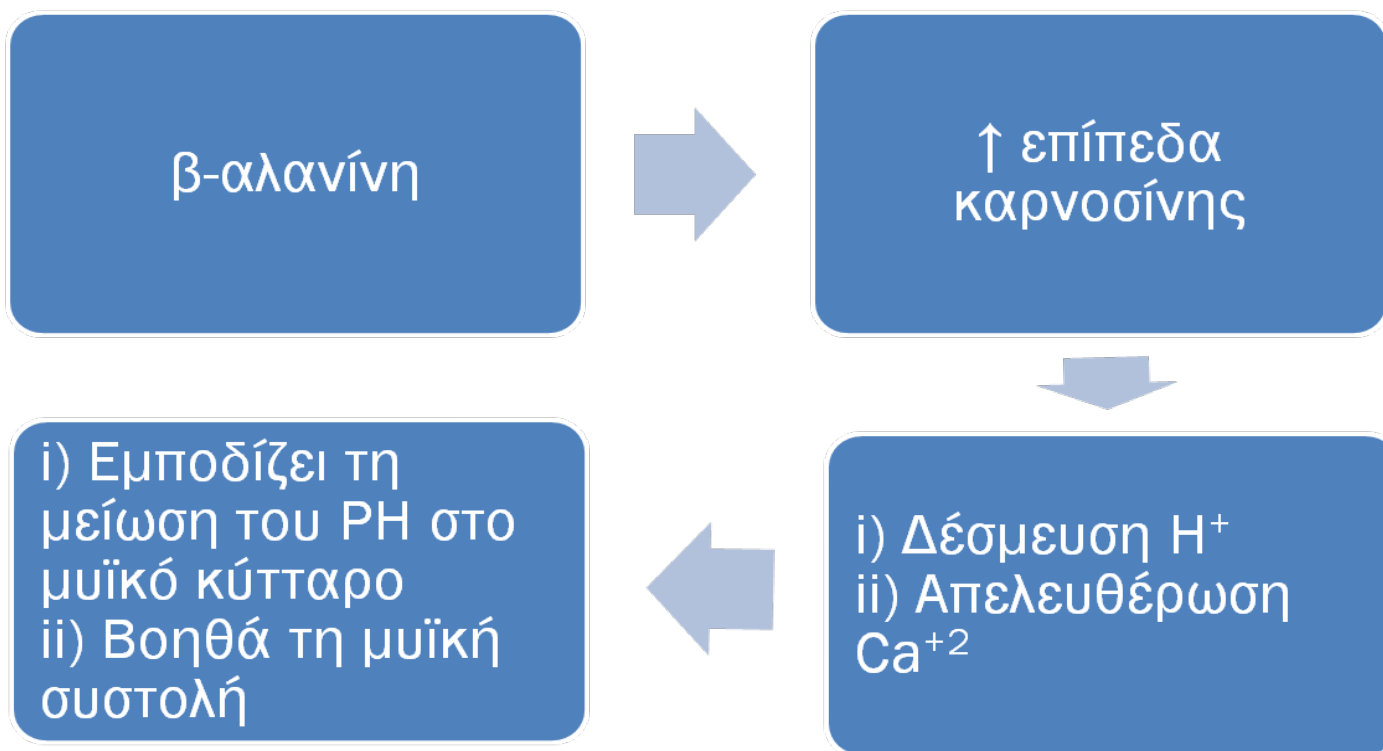 β-αλανίνη
↑ επίπεδα
καρνοσίνης
i) Δέσμευση H⁺
ii) Απελευθέρωση
Ca⁺²
i) Εμποδίζει τη
μείωση του PH στο
μυϊκό κύτταρο
ii) Βοηθά τη μυϊκή
συστολή